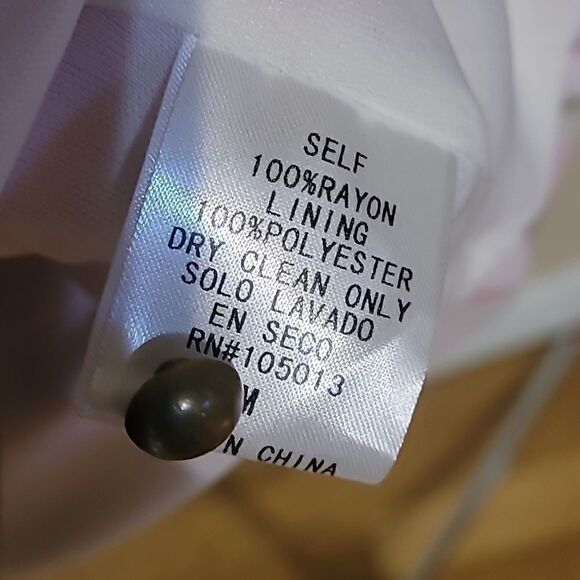 SELF
100%RAYON
LINING
100%POLYESTER
DRY CLEAN ONLY
SOLO LAVADO
EN SECO
RN#105013
M
CHINA